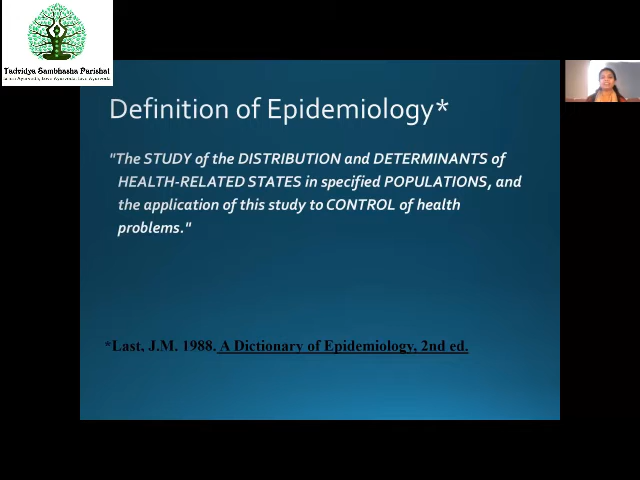 Tadvidya Sambhasha Parishat
Definition of Epidemiology*
"The STUDY of the DISTRIBUTION and DETERMINANTS of
HEALTH-RELATED STATES in specified POPULATIONS, and
the application of this study to CONTROL of health
problems."
*Last, J.M. 1988. A Dictionary of Epidemiology, 2nd ed.